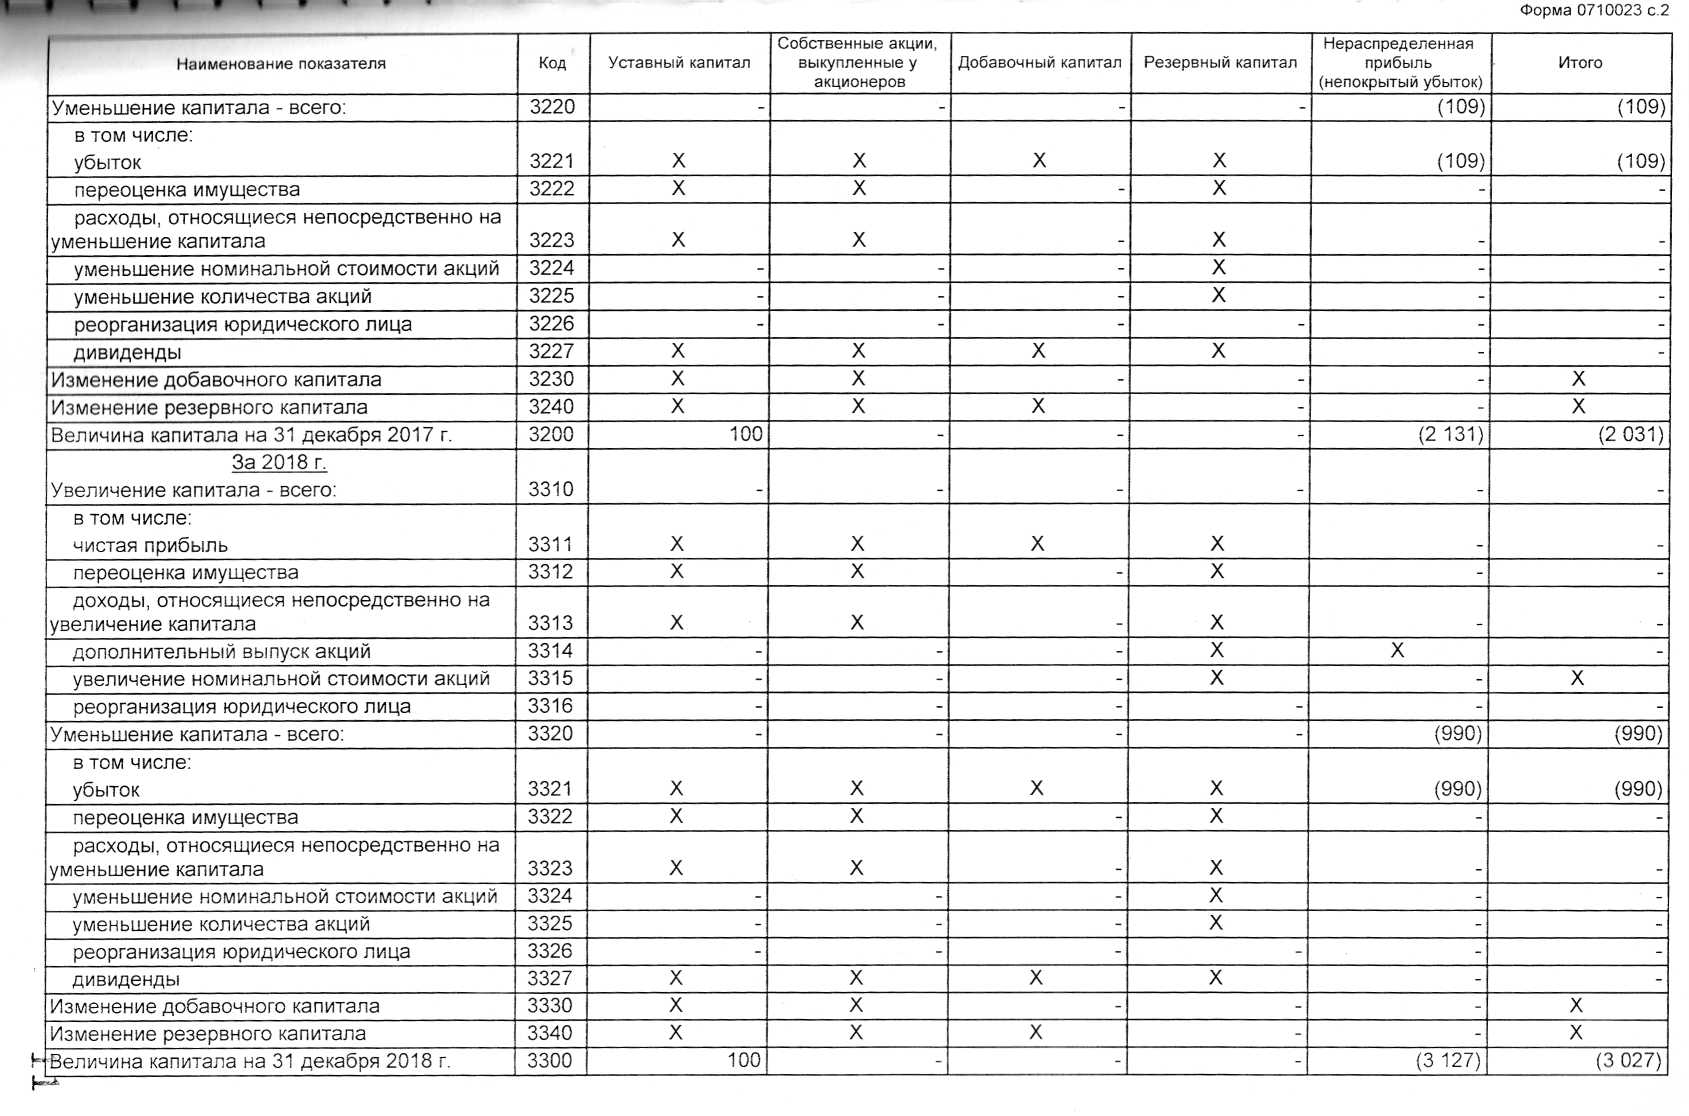 Форма 0710023 с.2
Наименование показателя Код Уставный капитал Собственные акции, выкупленные у акционеров Добавочный капитал Резервный капитал Нераспределенная прибыль (непокрытый убыток) Итого
Уменьшение капитала - всего: 3220 - - - - (109) (109)
в том числе:
убыток 3221 X X X X (109) (109)
переоценка имущества 3222 X X - X - -
расходы, относящиеся непосредственно на
уменьшение капитала 3223 X X - X - -
уменьшение номинальной стоимости акций 3224 - - - X - -
уменьшение количества акций 3225 - - - X - -
реорганизация юридического лица 3226 - - - - - -
дивиденды 3227 X X X X - -
Изменение добавочного капитала 3230 X X - - - X
Изменение резервного капитала 3240 X X X - - X
Величина капитала на 31 декабря 2017 г. 3200 100 - - - (2 131) (2 031)
За 2018 г.
Увеличение капитала - всего: 3310 - - - - - -
в том числе:
чистая прибыль 3311 X X X X - -
переоценка имущества 3312 X X - X - -
доходы, относящиеся непосредственно на
увеличение капитала 3313 X X - X - -
дополнительный выпуск акций 3314 - - - X X -
увеличение номинальной стоимости акций 3315 - - - X - X
реорганизация юридического лица 3316 - - - - - -
Уменьшение капитала - всего: 3320 - - - - (990) (990)
в том числе:
убыток 3321 X X X X (990) (990)
переоценка имущества 3322 X X - X - -
расходы, относящиеся непосредственно на
уменьшение капитала 3323 X X - X - -
уменьшение номинальной стоимости акций 3324 - - - X - -
уменьшение количества акций 3325 - - - X - -
реорганизация юридического лица 3326 - - - - - -
дивиденды 3327 X X X X - -
Изменение добавочного капитала 3330 X X - - - X
Изменение резервного капитала 3340 X X X - - X
Величина капитала на 31 декабря 2018 г. 3300 100 - - - (3 127) (3 027)